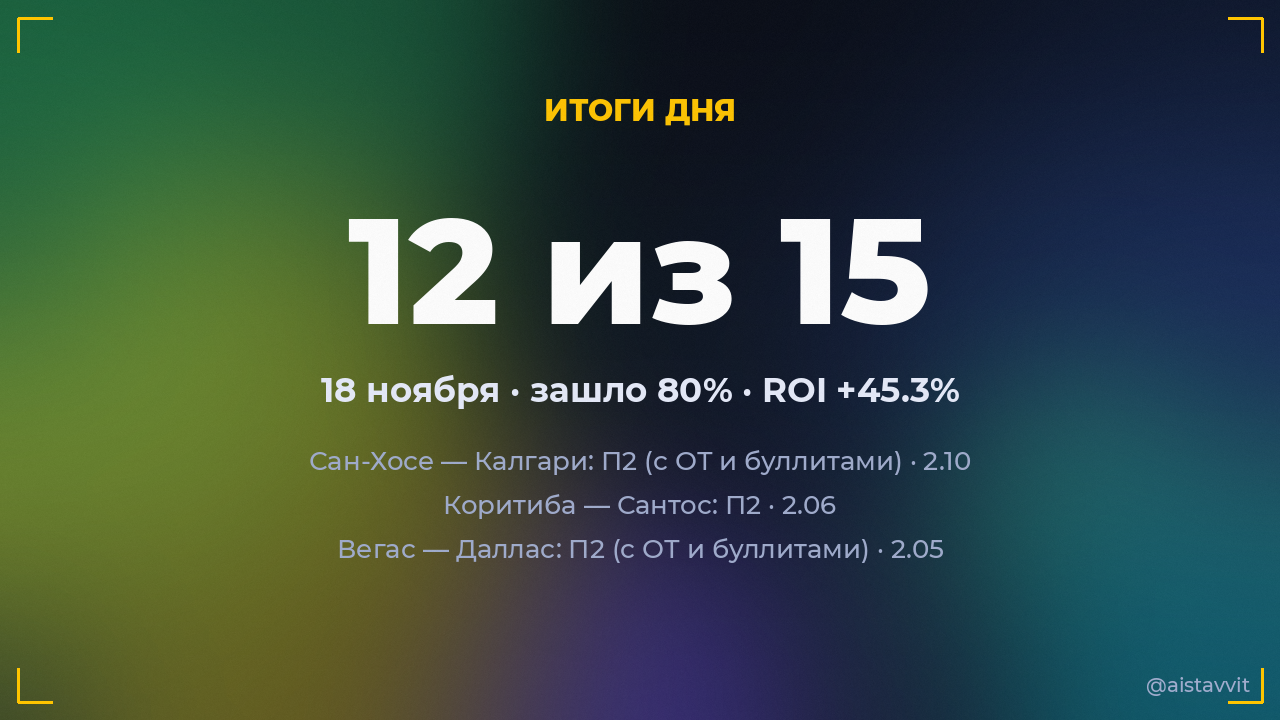 ИТОГИ ДНЯ
12 из 15
18 ноября · зашло 80% · ROI +45.3%
Сан-Хосе — Калгари: П2 (с ОТ и буллитами) · 2.10
Коритиба — Сантос: П2 · 2.06
Вегас — Даллас: П2 (с ОТ и буллитами) · 2.05
@aistavvit